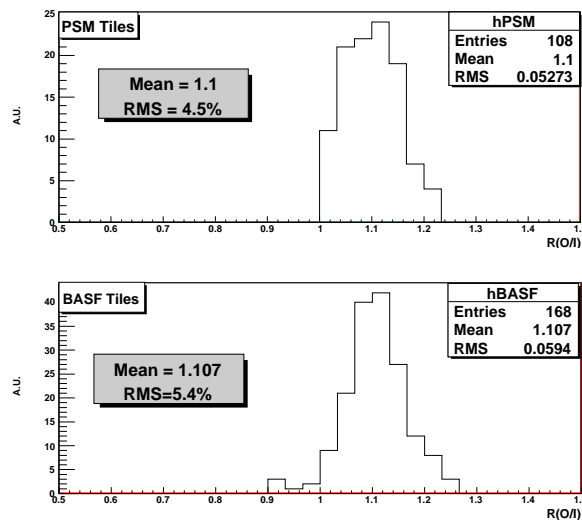 PSM Tiles
hPSM
Entries 108
Mean 1.1
RMS 0.05273
Mean = 1.1
RMS = 4.5%
A.U.
25
20
15
10
5
0
0.5 0.6 0.7 0.8 0.9 1 1.1 1.2 1.3 1.4 1.
R(O/I)
BASF Tiles
hBASF
Entries 168
Mean 1.107
RMS 0.0594
Mean = 1.107
RMS=5.4%
A.U.
40
35
30
25
20
15
10
5
0
0.5 0.6 0.7 0.8 0.9 1 1.1 1.2 1.3 1.4 1.
R(O/I)